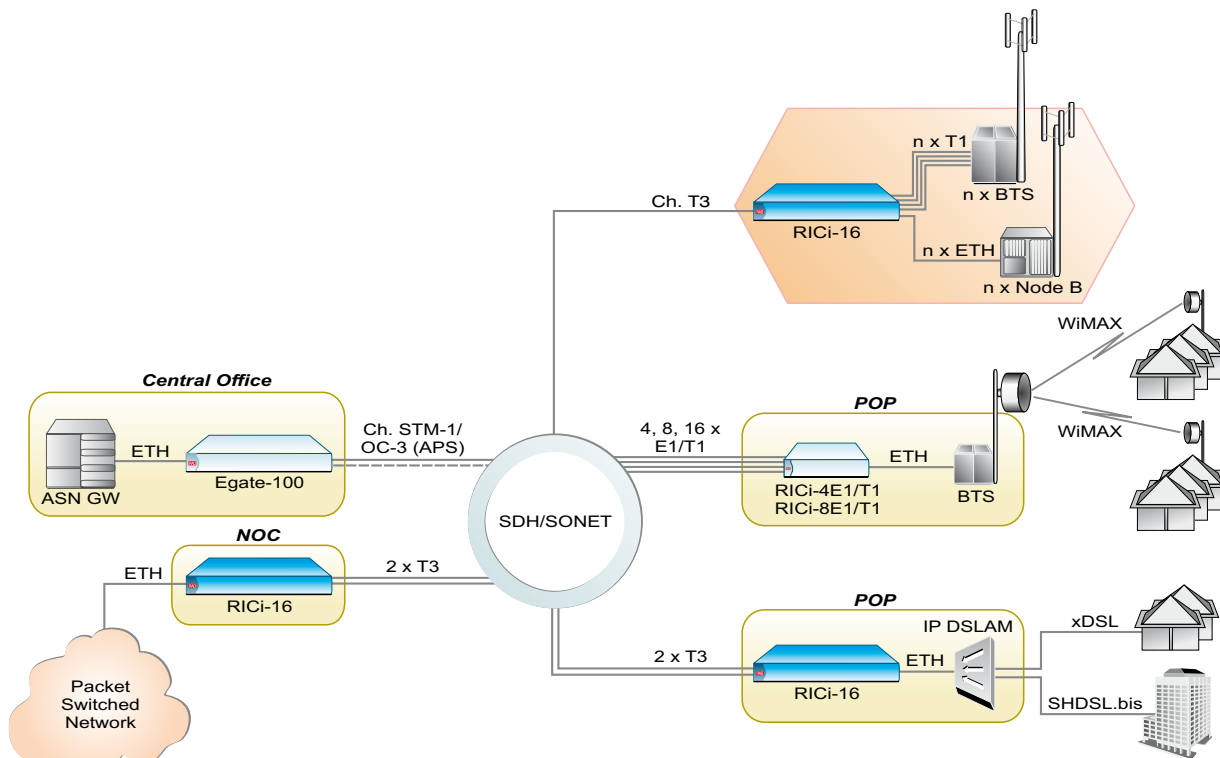 n x T1
n x BTS
Ch. T3
RICi-16
n x ETH
n x Node B
WiMAX
Central Office
POP
Ch. STM-1/
OC-3 (APS)
4, 8, 16 x
E1/T1
WiMAX
ETH
ETH
ASN GW
Egate-100
RICi-4E1/T1
RICi-8E1/T1
BTS
SDH/SONET
NOC
ETH
2 x T3
RICi-16
POP
IP DSLAM
xDSL
2 x T3
ETH
RICi-16
SHDSL.bis
Packet
Switched
Network